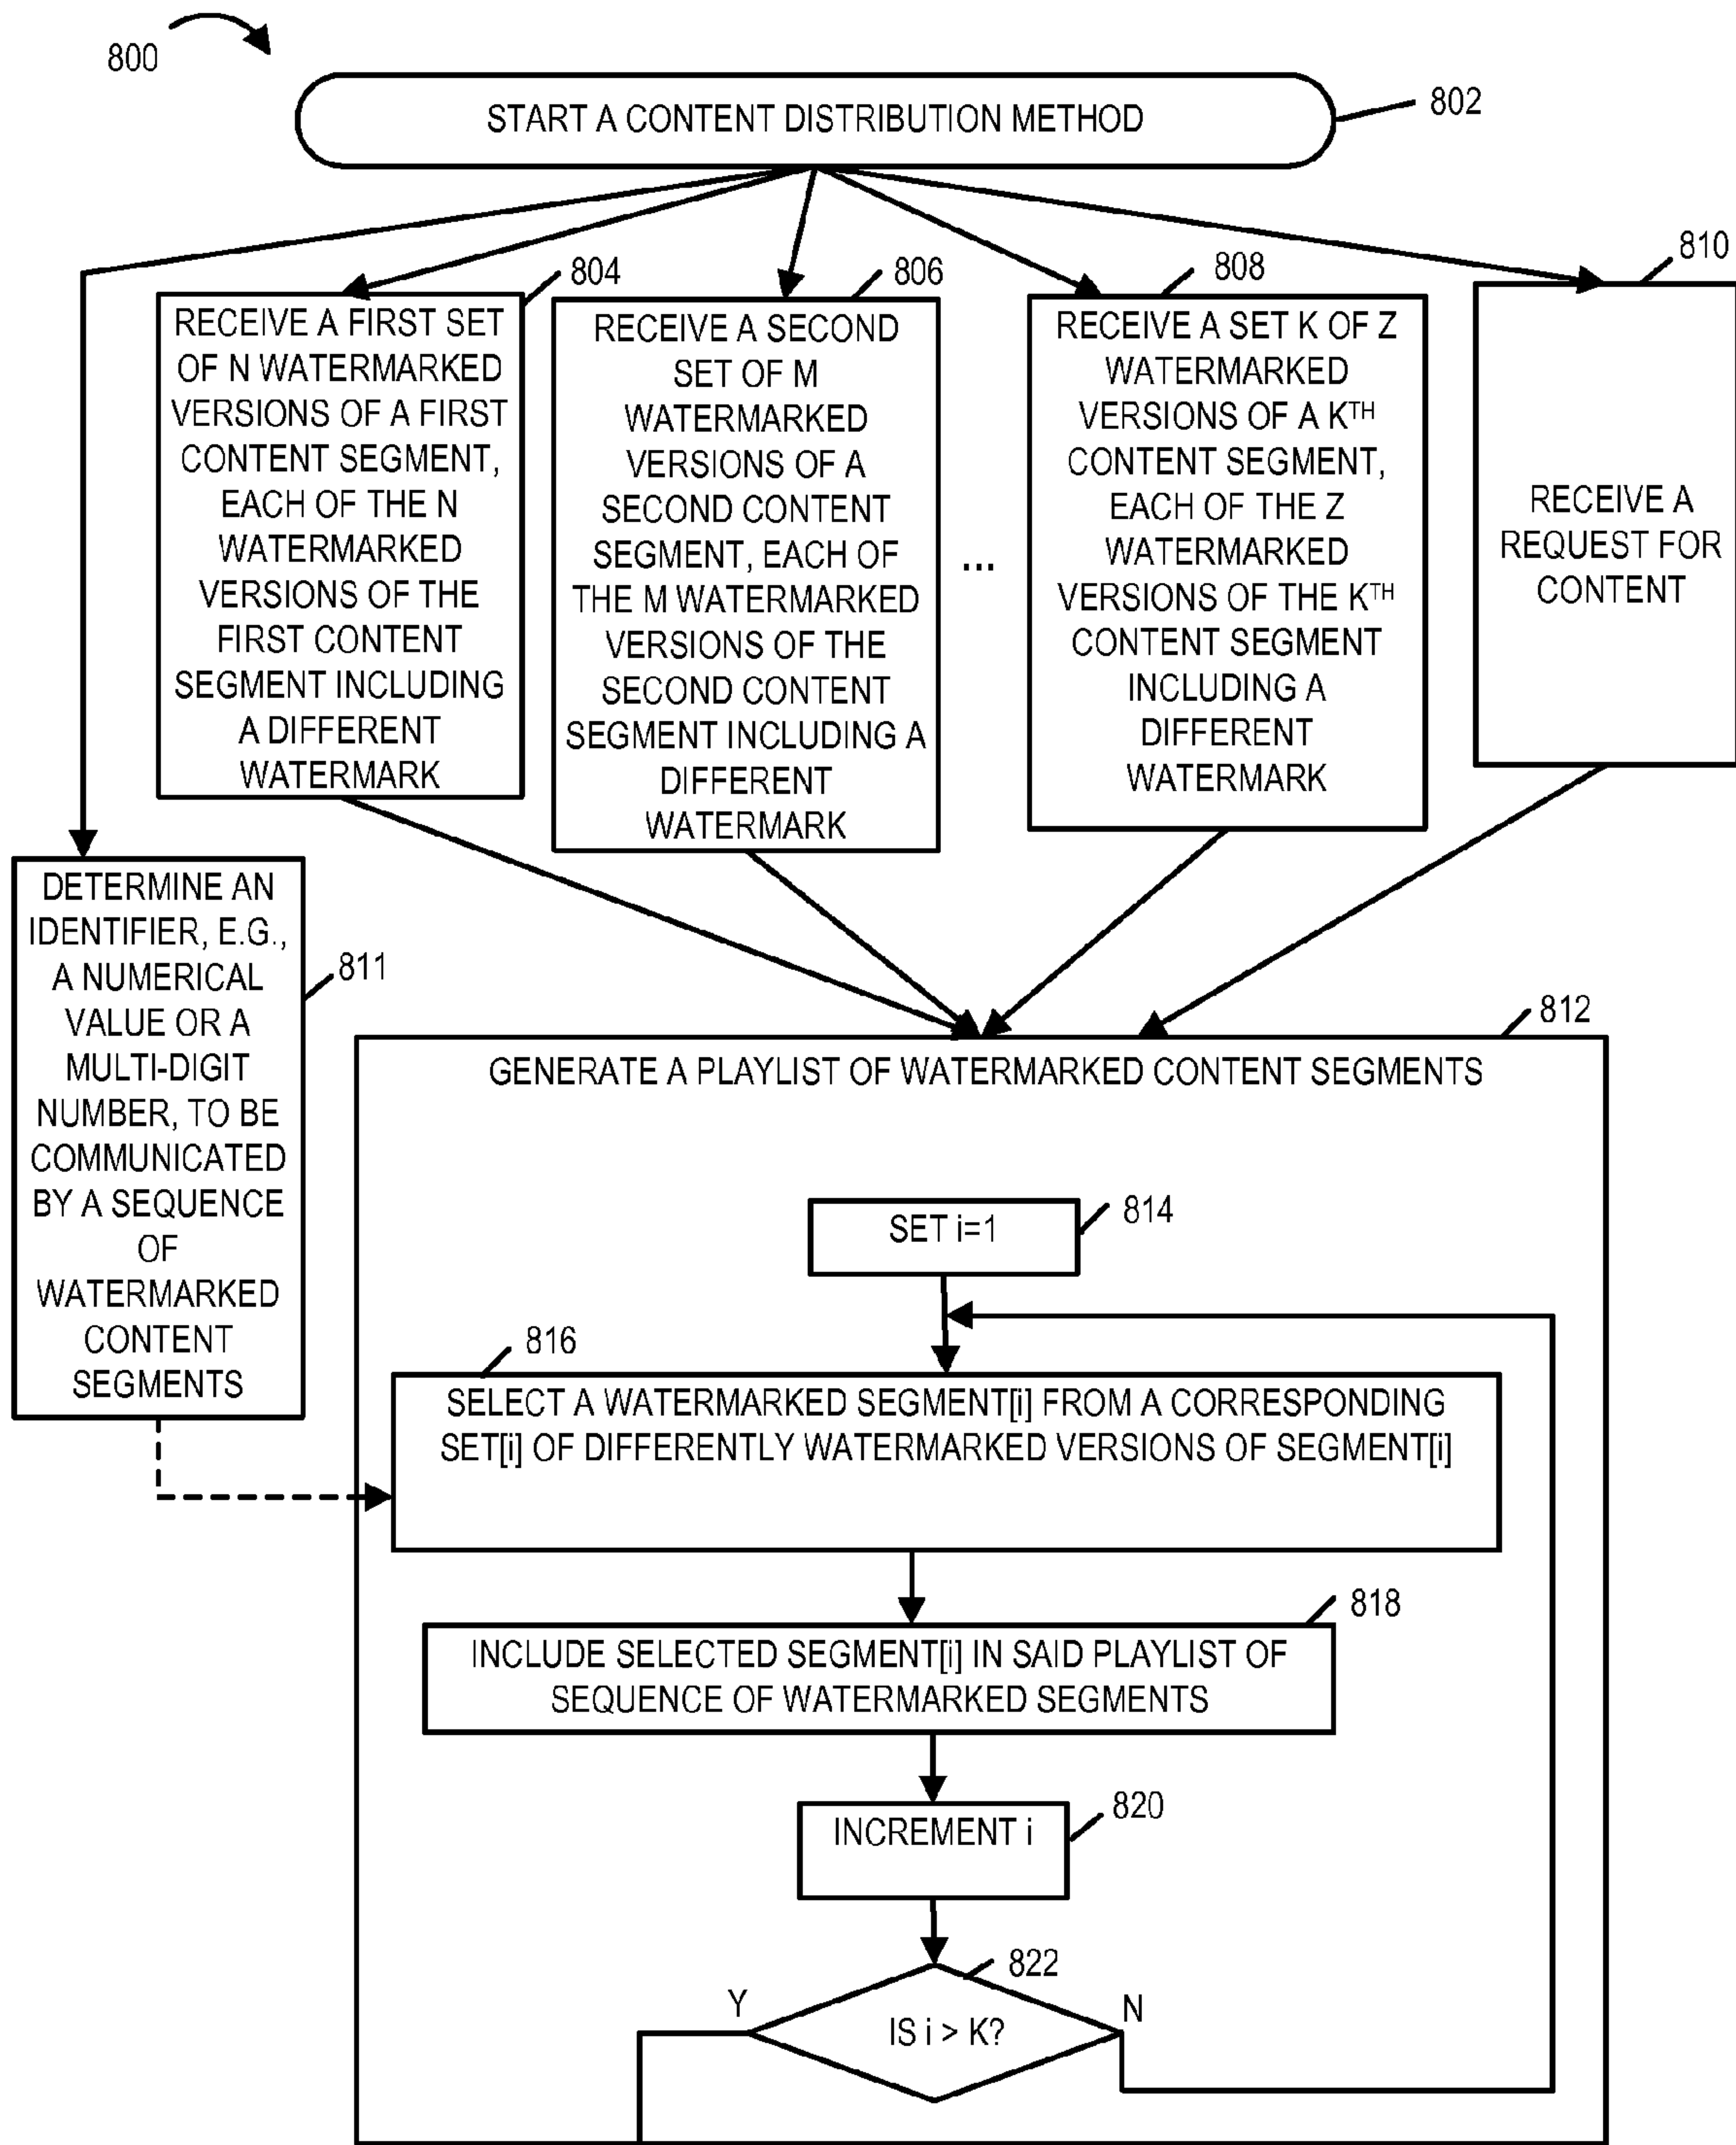 800
START A CONTENT DISTRIBUTION METHOD
802
804
RECEIVE A FIRST SET
OF N WATERMARKED
VERSIONS OF A FIRST
CONTENT SEGMENT,
EACH OF THE N
WATERMARKED
VERSIONS OF THE
FIRST CONTENT
SEGMENT INCLUDING
A DIFFERENT
WATERMARK
806
RECEIVE A SECOND
SET OF M
WATERMARKED
VERSIONS OF A
SECOND CONTENT
SEGMENT, EACH OF
THE M WATERMARKED
VERSIONS OF THE
SECOND CONTENT
SEGMENT INCLUDING A
DIFFERENT
WATERMARK
...
808
RECEIVE A SET K OF Z
WATERMARKED
VERSIONS OF A KTH
CONTENT SEGMENT,
EACH OF THE Z
WATERMARKED
VERSIONS OF THE KTH
CONTENT SEGMENT
INCLUDING A
DIFFERENT
WATERMARK
810
RECEIVE A
REQUEST FOR
CONTENT
DETERMINE AN
IDENTIFIER, E.G.,
A NUMERICAL
VALUE OR A
MULTI-DIGIT
NUMBER, TO BE
COMMUNICATED
BY A SEQUENCE
OF
WATERMARKED
CONTENT
SEGMENTS
811
812
GENERATE A PLAYLIST OF WATERMARKED CONTENT SEGMENTS
SET i=1
814
816
SELECT A WATERMARKED SEGMENT[i] FROM A CORRESPONDING
SET[i] OF DIFFERENTLY WATERMARKED VERSIONS OF SEGMENT[i]
818
INCLUDE SELECTED SEGMENT[i] IN SAID PLAYLIST OF
SEQUENCE OF WATERMARKED SEGMENTS
820
INCREMENT i
822
Y
IS i > K?
N